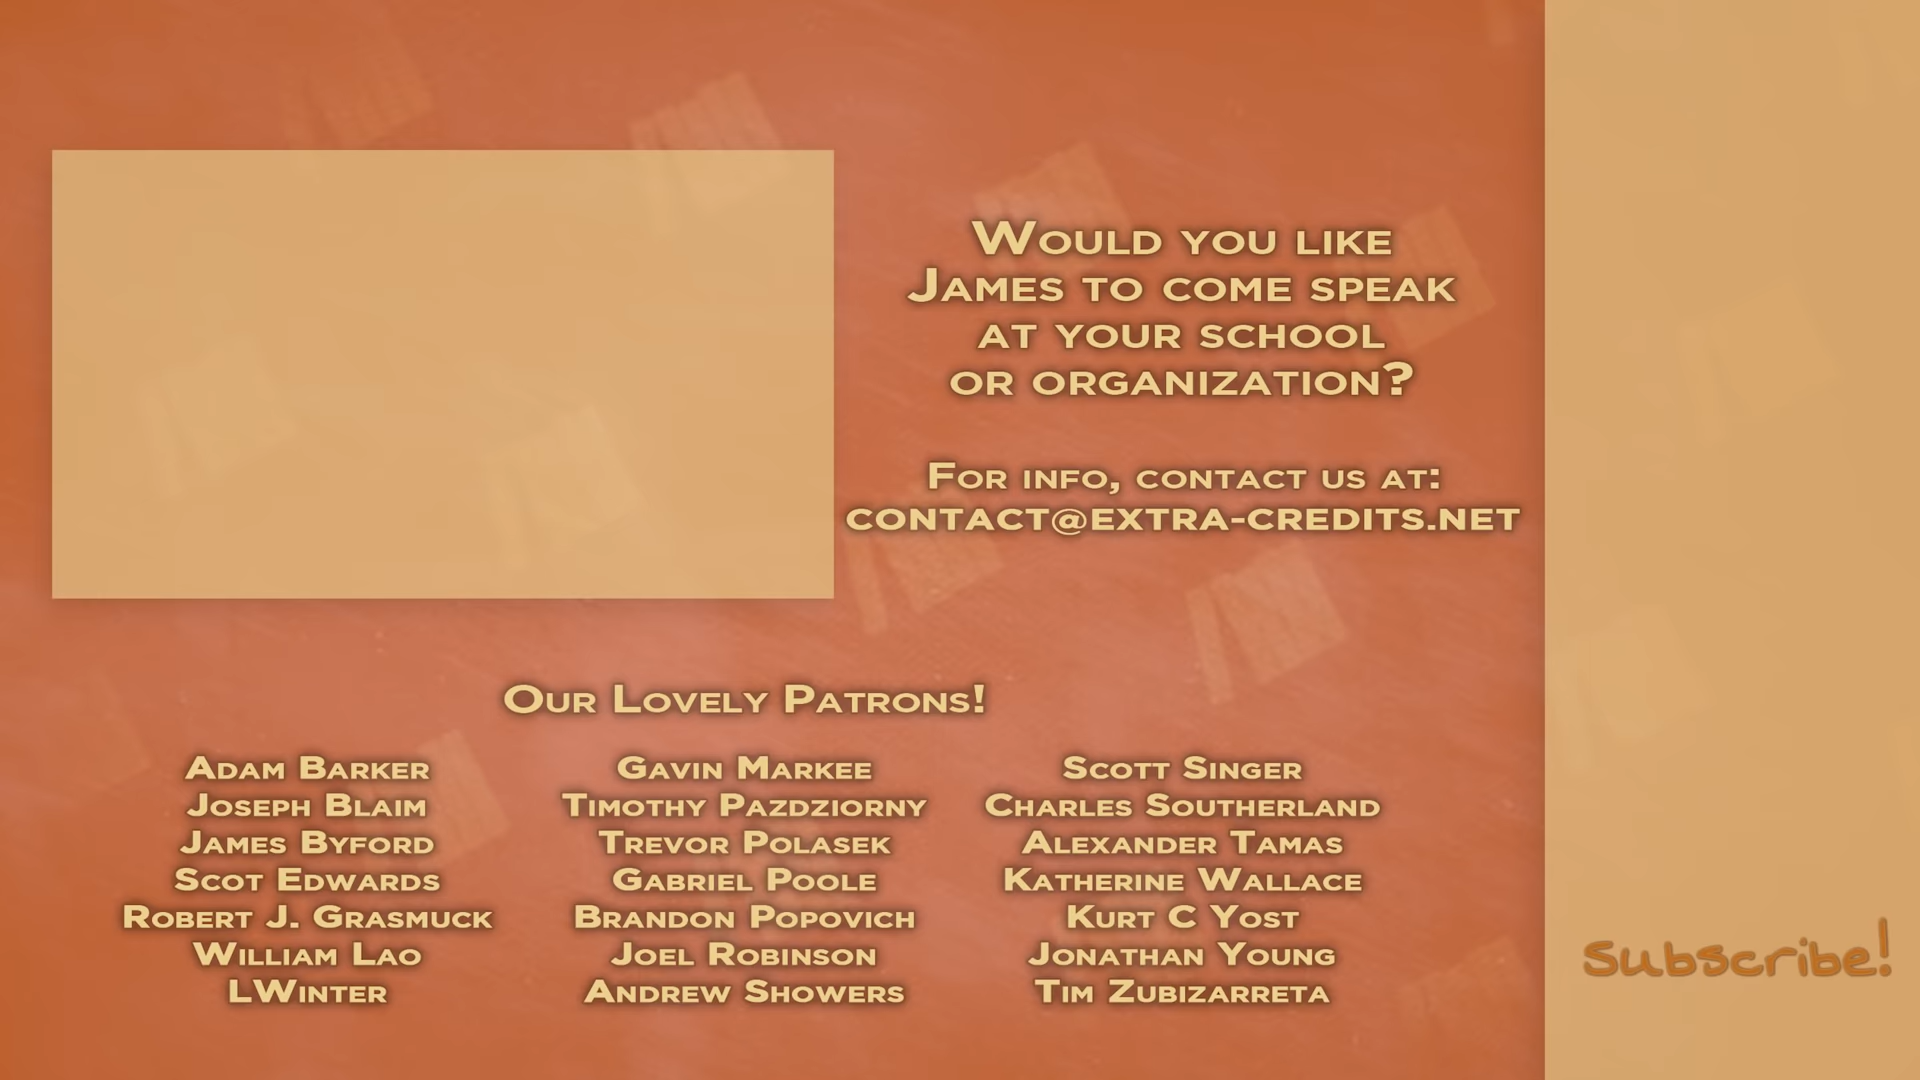 Would you like
James to come speak
at your school
or organization?
For info, contact us at:
contact@extra-credits.net
Our Lovely Patrons!
Adam Barker
Joseph Blaim
James Byford
Scot Edwards
Robert J. Grasmuck
William Lao
LWinter
Gavin Markee
Timothy Pazdziorny
Trevor Polasek
Gabriel Poole
Brandon Popovich
Joel Robinson
Andrew Showers
Scott Singer
Charles Southerland
Alexander Tamas
Katherine Wallace
Kurt C Yost
Jonathan Young
Tim Zubizarreta
Subscribe!